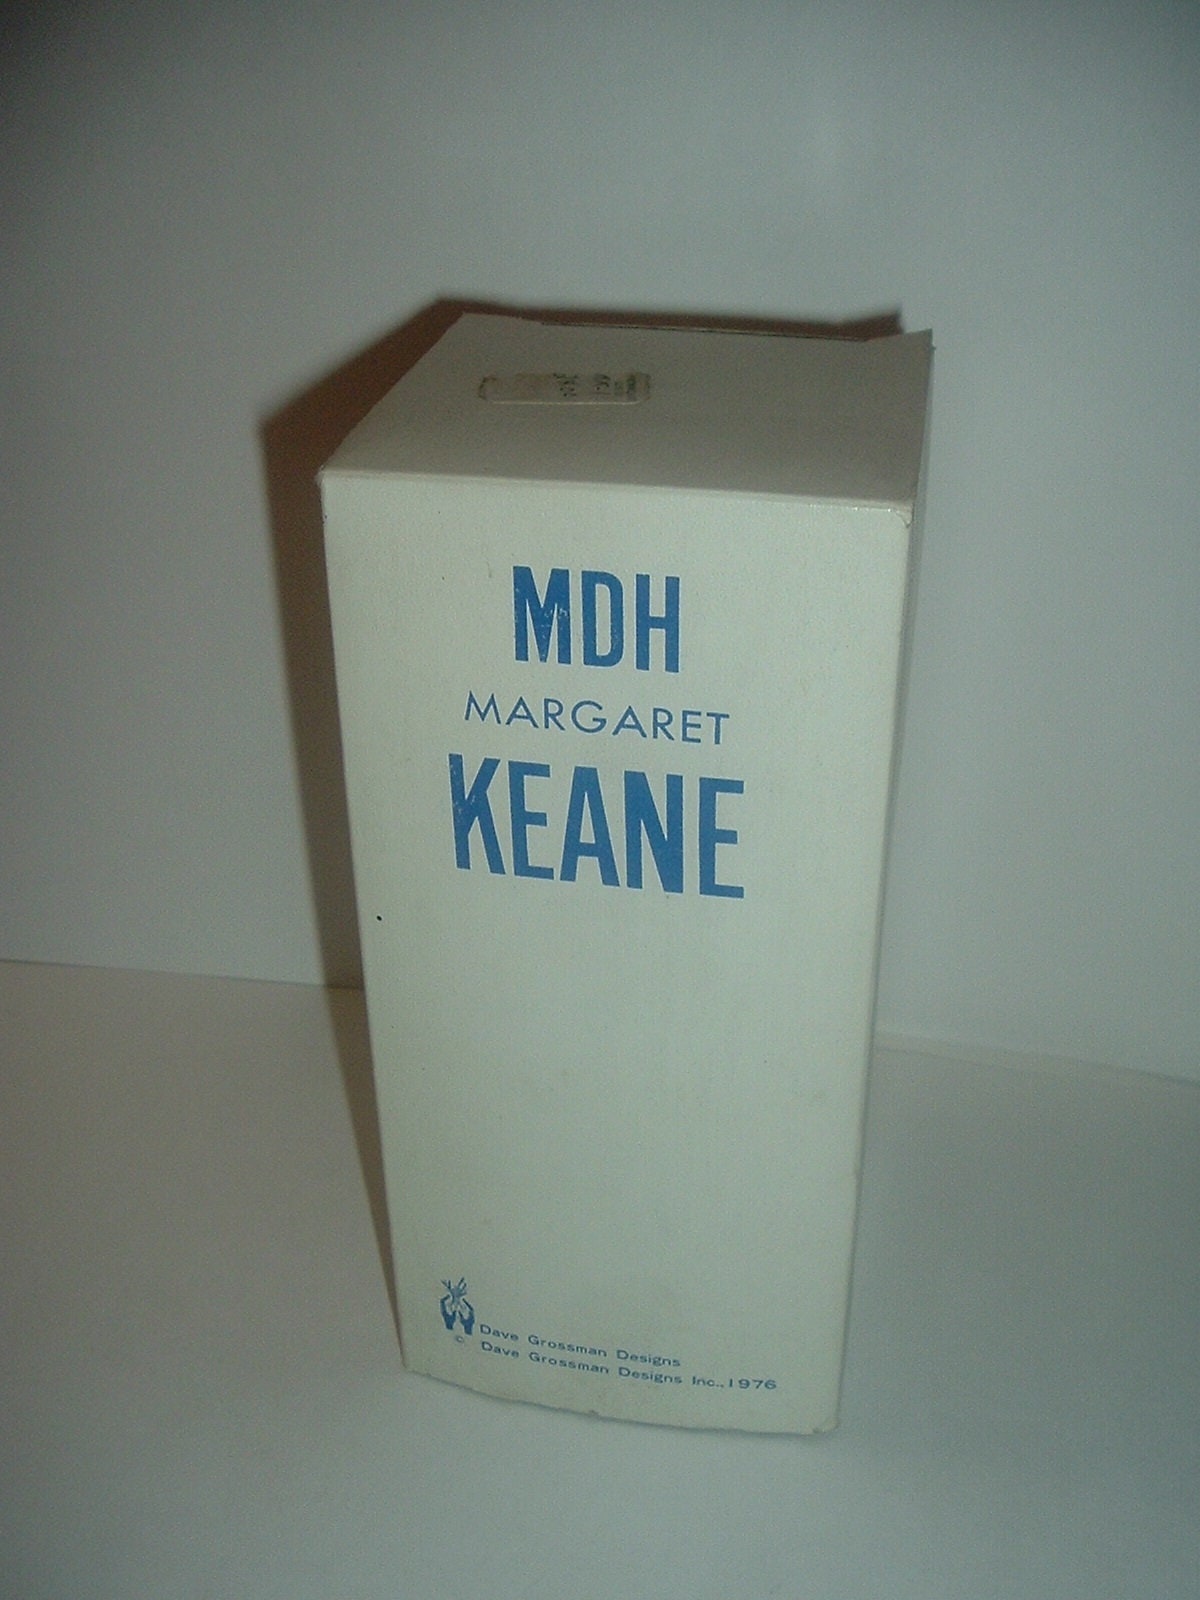 MDH
MARGARET
KEANE
Dave Grossman Designs
© Dave Grossman Designs Inc., 1976